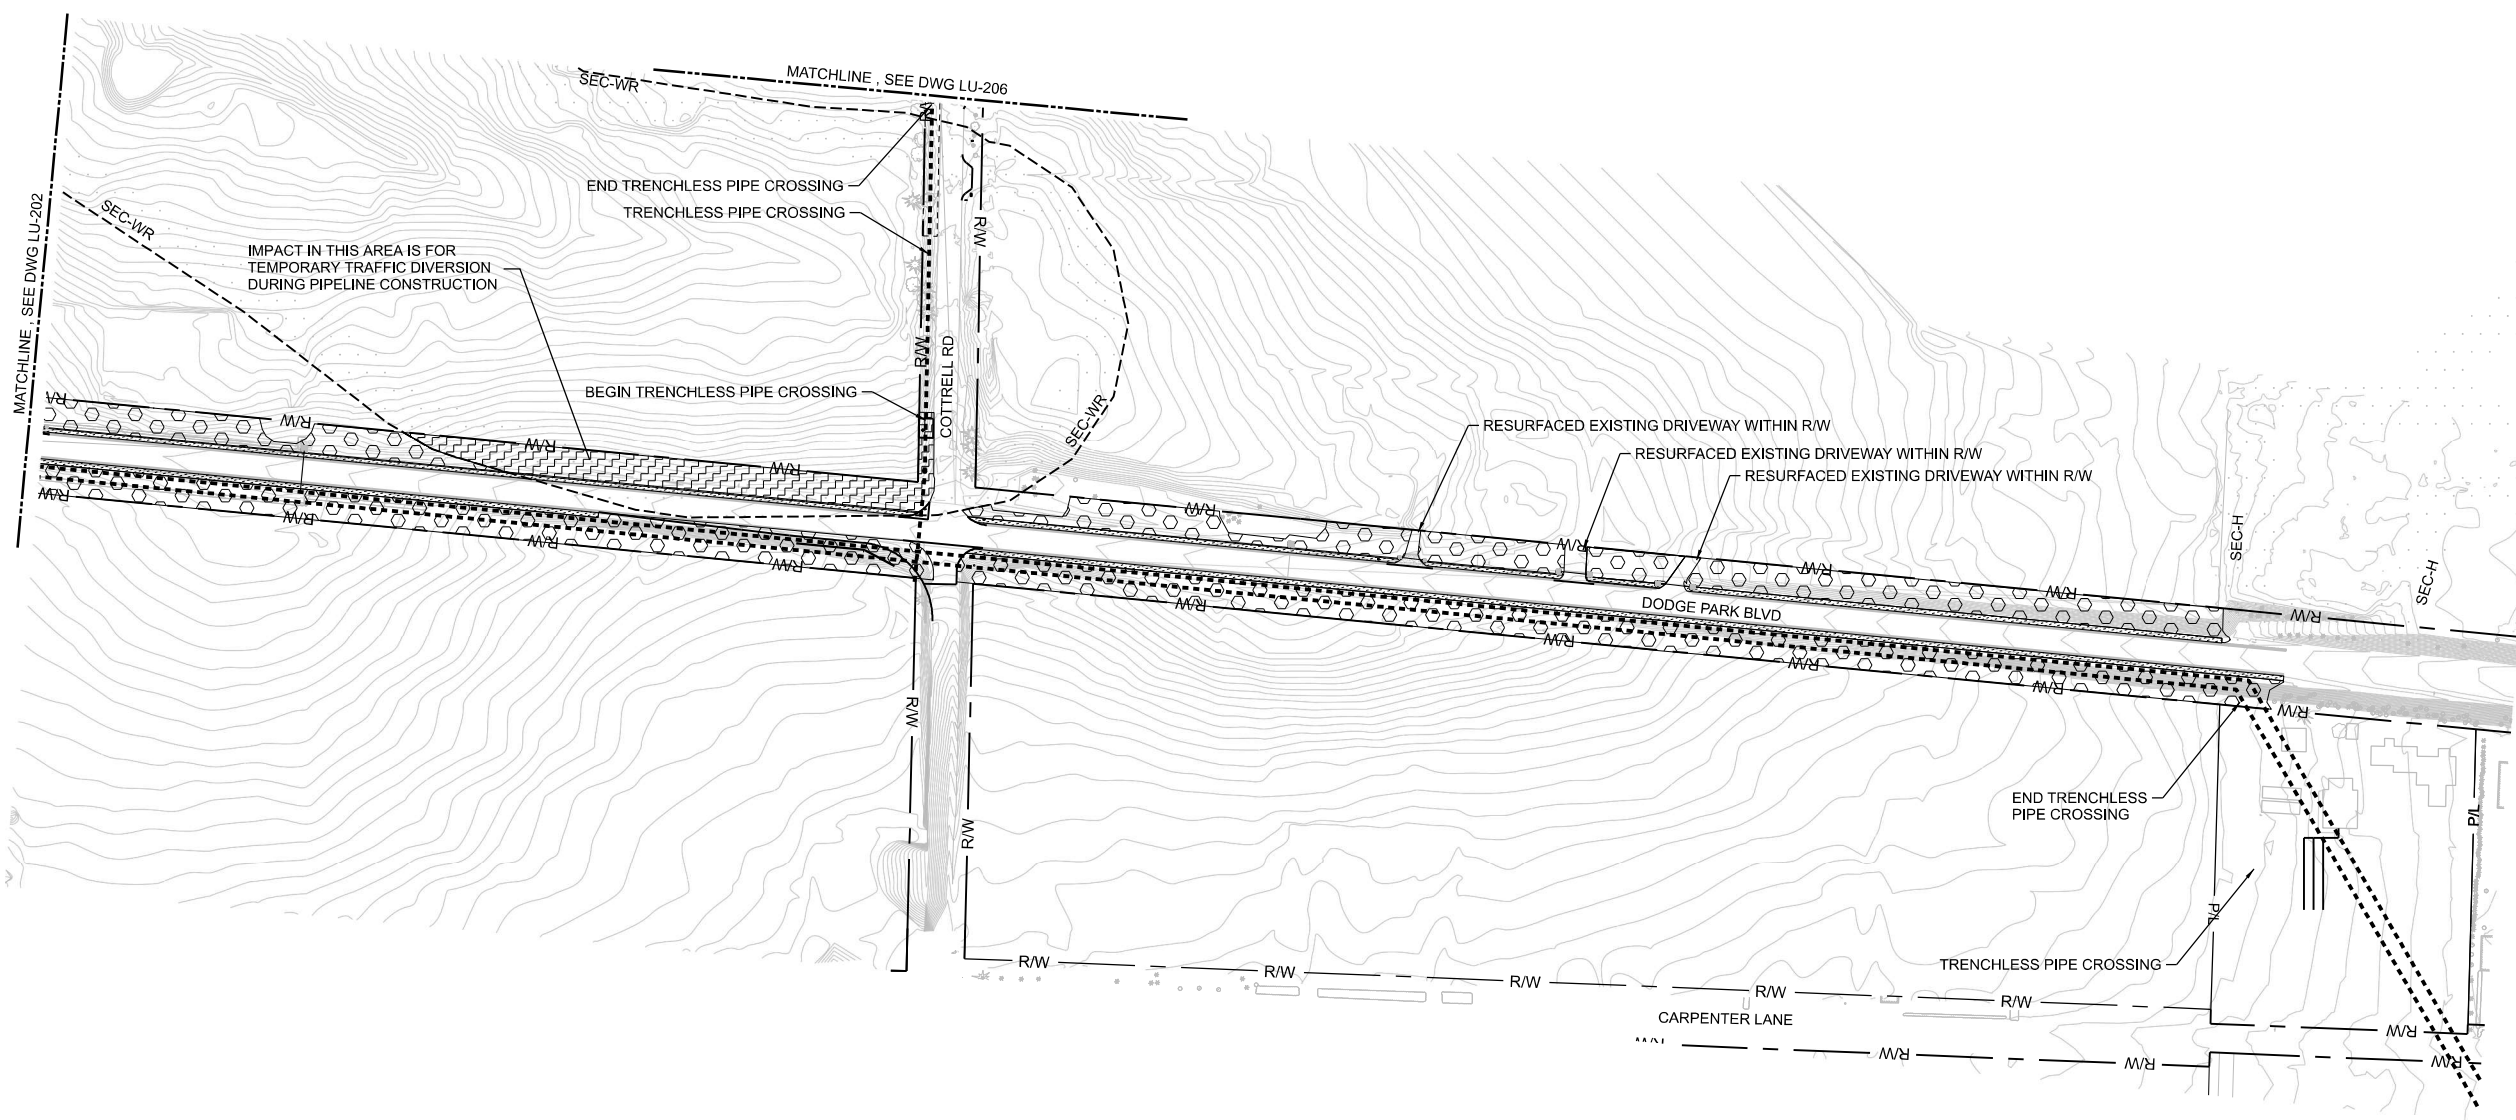 MATCHLINE , SEE DWG LU-206
SEC-WR
MATCHLINE , SEE DWG LU-202
SEC-WR
END TRENCHLESS PIPE CROSSING
TRENCHLESS PIPE CROSSING
R/W
IMPACT IN THIS AREA IS FOR
TEMPORARY TRAFFIC DIVERSION
DURING PIPELINE CONSTRUCTION
R/W
COTTRELL RD
BEGIN TRENCHLESS PIPE CROSSING
SEC-WR
R/W
R/W
R/W
RESURFACED EXISTING DRIVEWAY WITHIN R/W
RESURFACED EXISTING DRIVEWAY WITHIN R/W
RESURFACED EXISTING DRIVEWAY WITHIN R/W
R/W
R/W
R/W
R/W
R/W
R/W
R/W
R/W
R/W
SEC-H
SEC-H
R/W
DODGE PARK BLVD
R/W
R/W
R/W
R/W
R/W
R/W
R/W
END TRENCHLESS
PIPE CROSSING
P/L
P/L
TRENCHLESS PIPE CROSSING
R/W
R/W
R/W
R/W
R/W
CARPENTER LANE
R/W
R/W
R/W
R/W